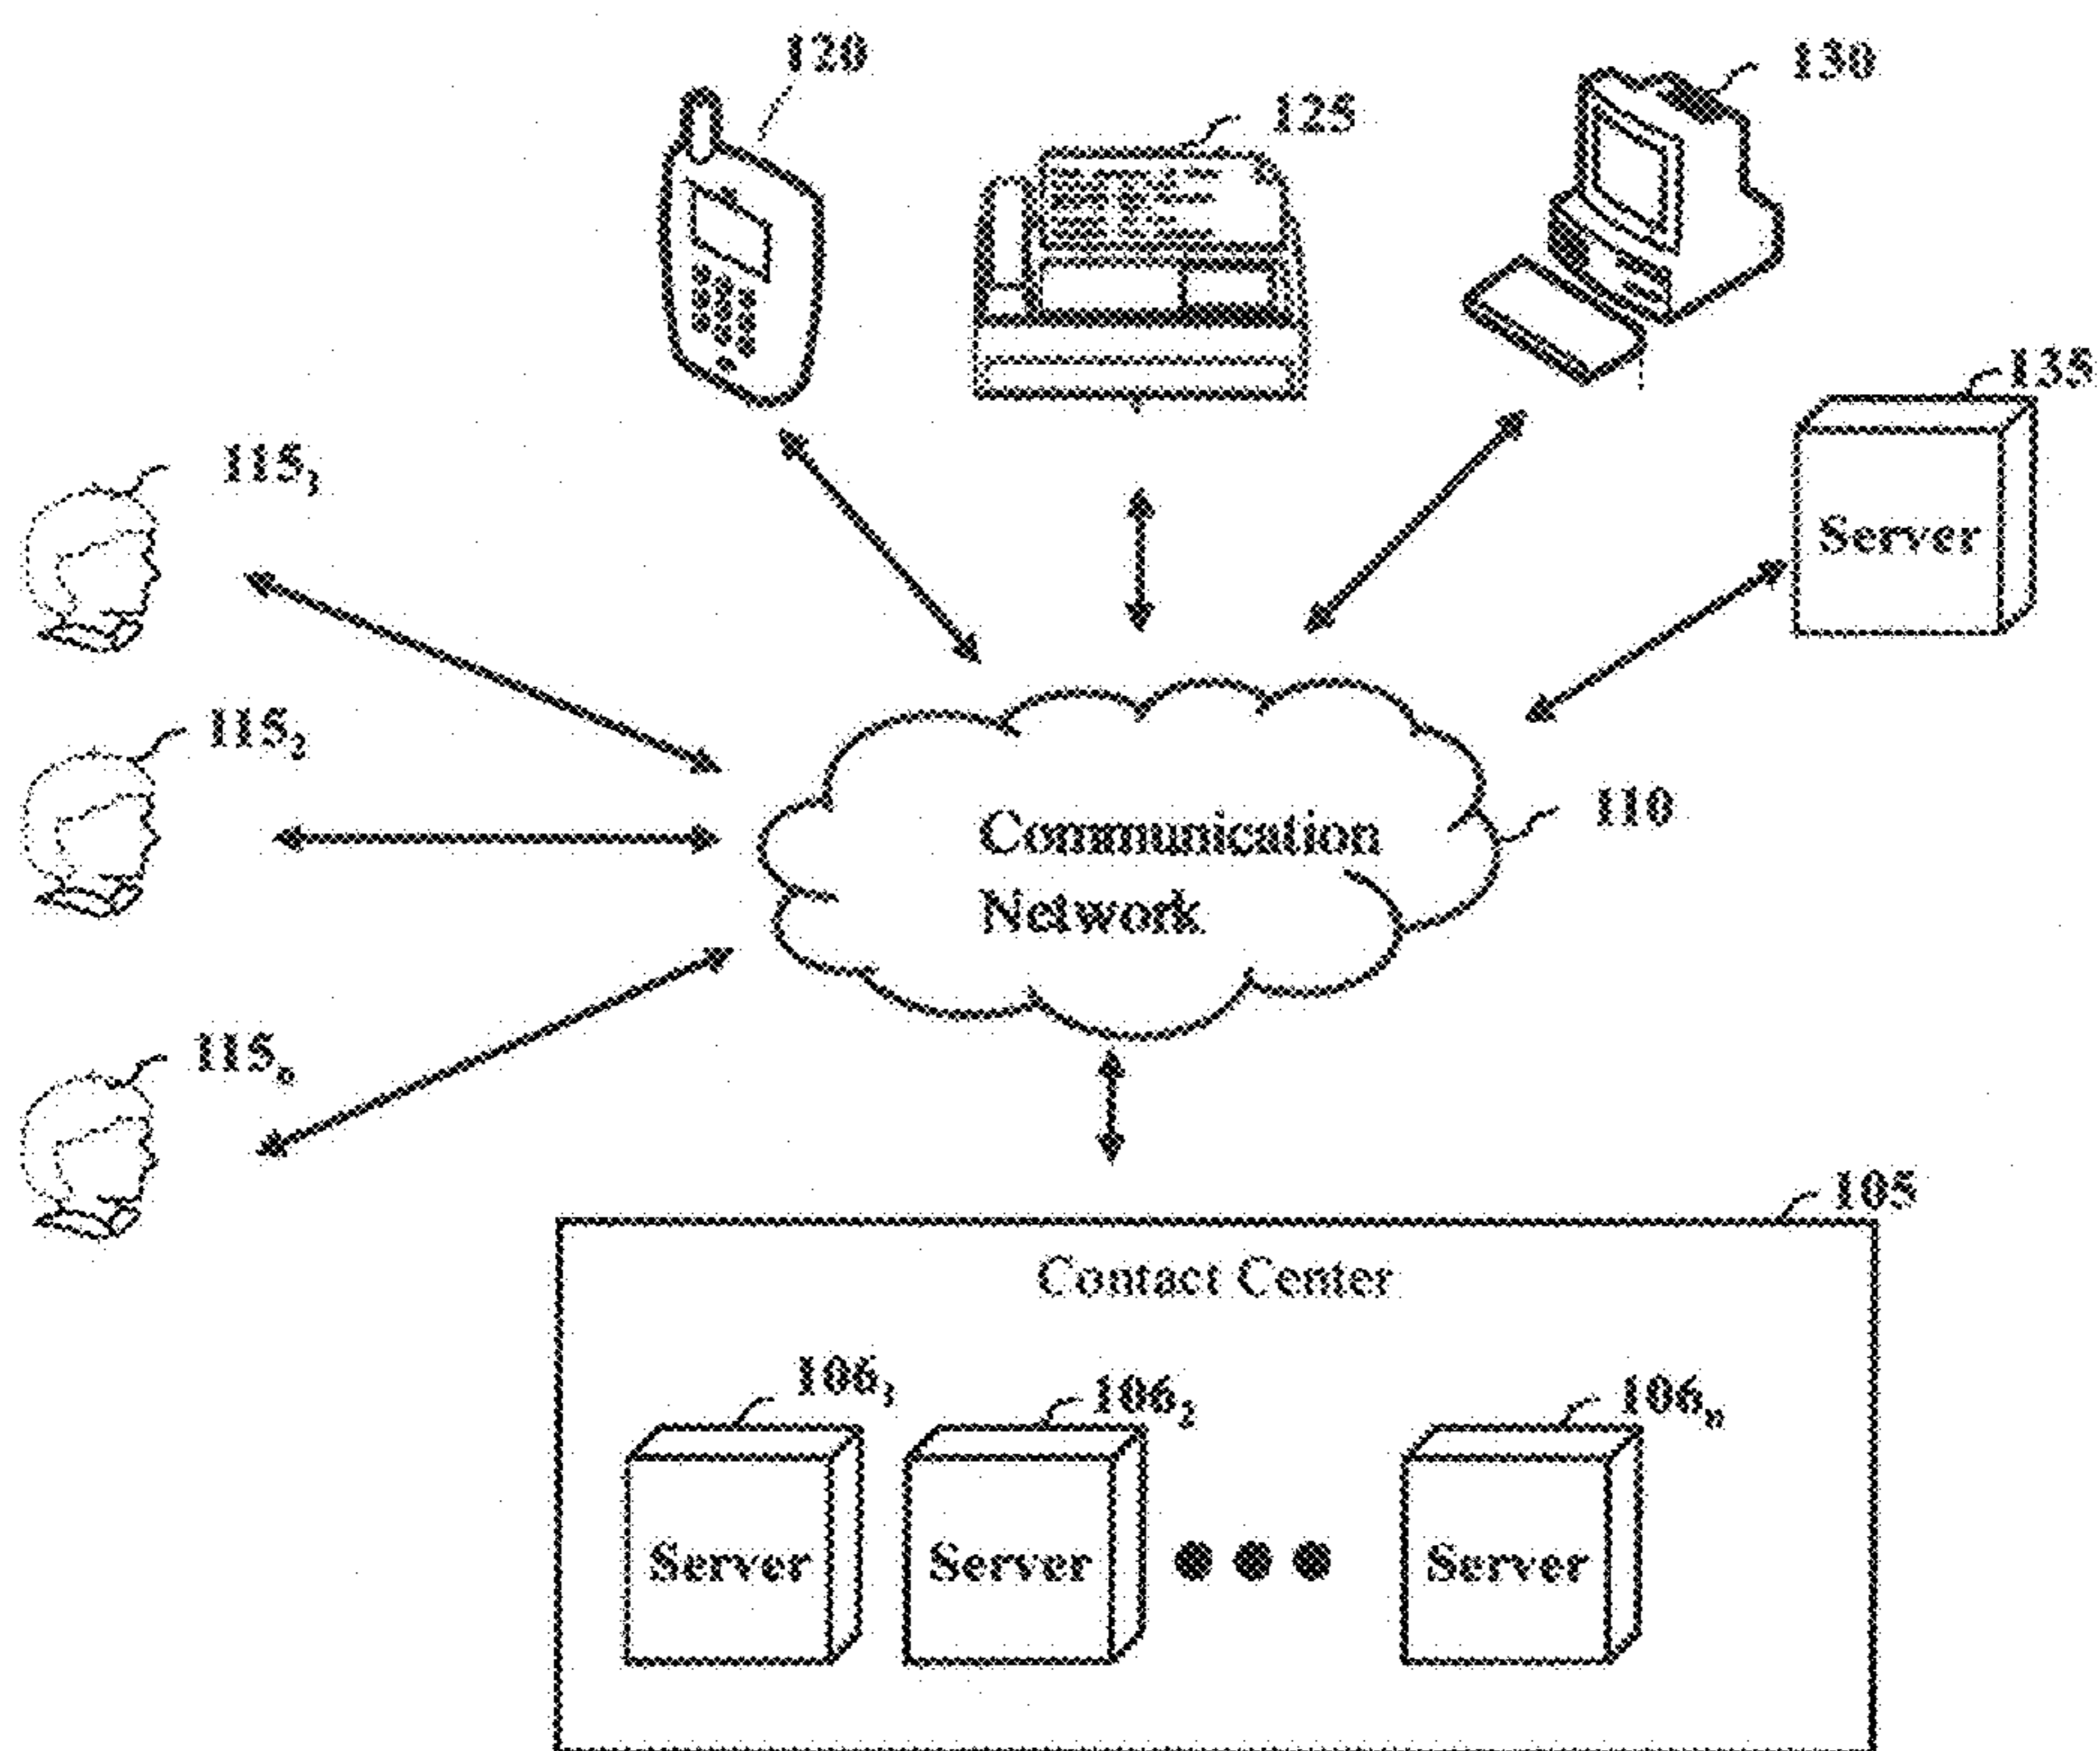 120
130
125
135
115₁
Server
115₂
110
Communication
Network
115ₙ
105
Contact Center
106₁
106₂
106ₙ
Server
Server
Server